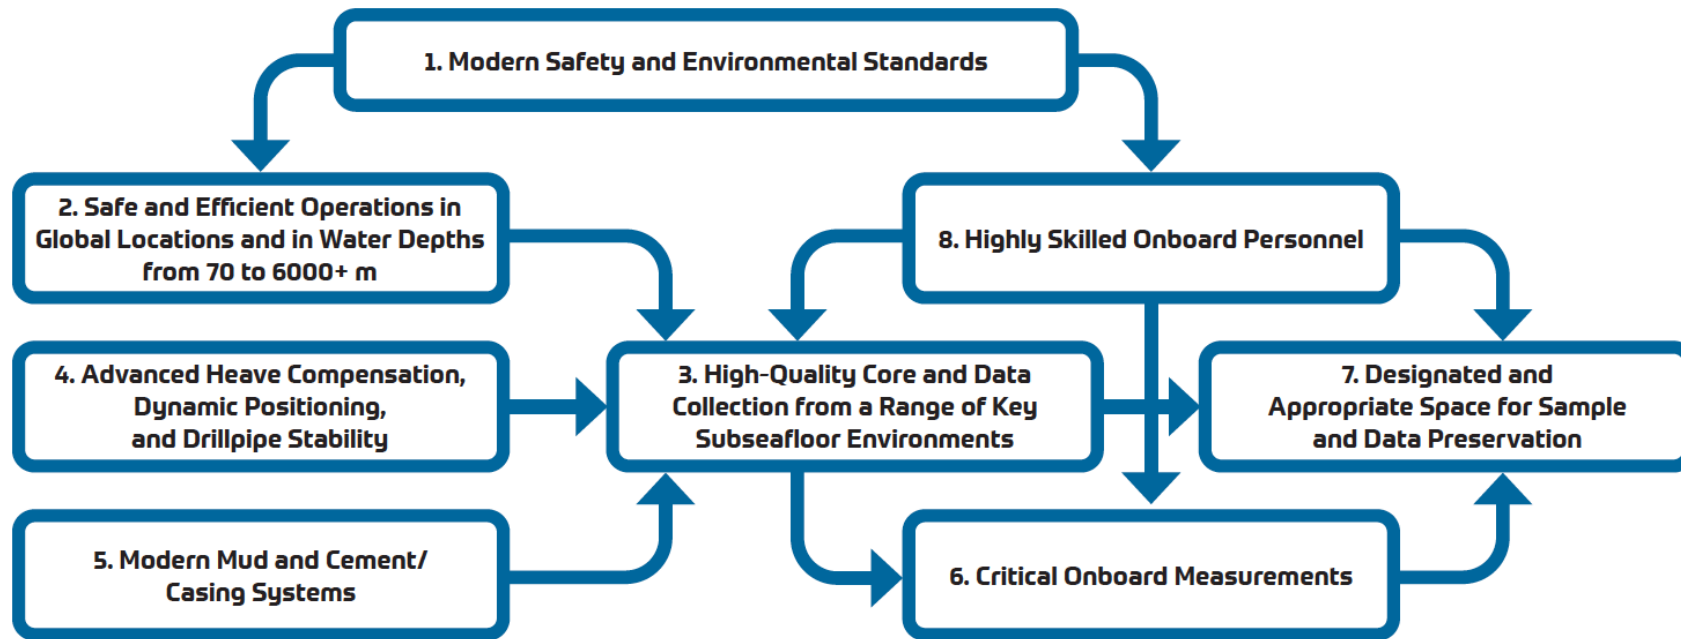 1. Modern Safety and Environmental Standards
2. Safe and Efficient Operations in
Global Locations and in Water Depths
from 70 to 6000+ m
8. Highly Skilled Onboard Personnel
4. Advanced Heave Compensation,
Dynamic Positioning,
and Drillpipe Stability
3. High-Quality Core and Data
Collection from a Range of Key
Subseafloor Environments
7. Designated and
Appropriate Space for Sample
and Data Preservation
5. Modern Mud and Cement/
Casing Systems
6. Critical Onboard Measurements